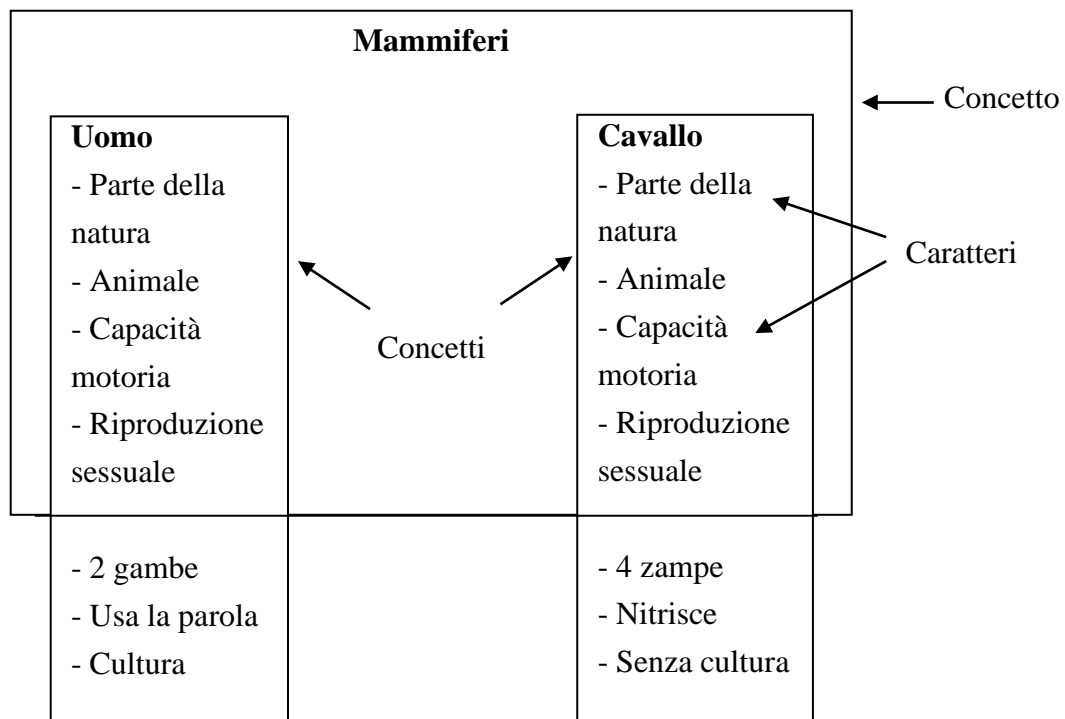 Mammiferi
Concetto
Uomo
- Parte della
natura
- Animale
- Capacità
motoria
- Riproduzione
sessuale
- 2 gambe
- Usa la parola
- Cultura
Concetti
Cavallo
- Parte della
natura
- Animale
- Capacità
motoria
- Riproduzione
sessuale
- 4 zampe
- Nitrisce
- Senza cultura
Caratteri